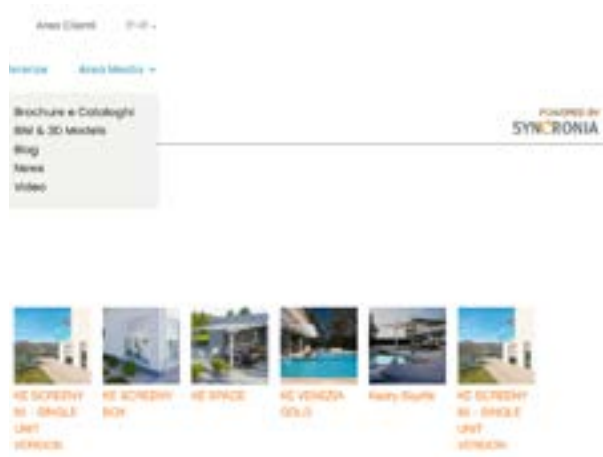 Area Clienti
Area Media
Brochure e Cataloghi
BIM & 3D Models
Blog
News
Video
POWERED BY
SYNCRONIA
KE SCREENY
- SINGLE
UNIT
VERSION
KE SCREENY
BOX
KE SPACE
KE VENEZIA
GOLD
KE SCREENY
- SINGLE
UNIT
VERSION